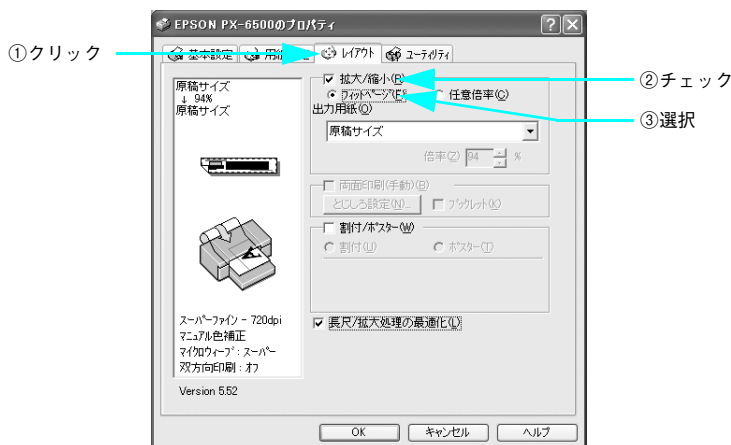 EPSON PX-6500のプロパティ
①クリック
基本設定
レイアウト
ユーティリティ
原稿サイズ
↓ 94%
原稿サイズ
拡大/縮小(R)
②チェック
フィットページ(F)
任意倍率(C)
③選択
出力用紙(O)
原稿サイズ
倍率(Z) 94 %
両面印刷(手動)(B)
とじしろ設定(N)...
ブックレット(K)
割付/ポスター(W)
割付(U)
ポスター(T)
長尺/拡大処理の最適化(L)
スーパーファイン - 720dpi
マニュアル色補正
マイクロウィーブ : スーパー
双方向印刷 : オフ
Version 5.52
OK
キャンセル
ヘルプ